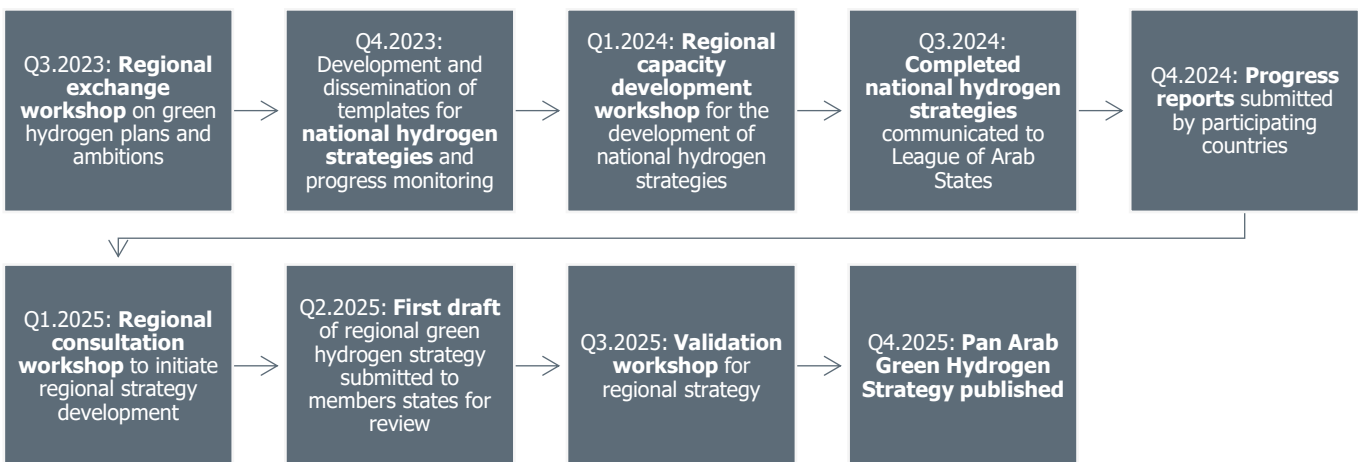 Q3.2023: Regional
exchange
workshop on green
hydrogen plans and
ambitions
Q4.2023:
Development and
dissemination of
templates for
national hydrogen
strategies and
progress monitoring
Q1.2024: Regional
capacity
development
workshop for the
development of
national hydrogen
strategies
Q3.2024:
Completed
national hydrogen
strategies
communicated to
League of Arab
States
Q4.2024: Progress
reports submitted
by participating
countries
Q1.2025: Regional
consultation
workshop to initiate
regional strategy
development
Q2.2025: First draft
of regional green
hydrogen strategy
submitted to
members states for
review
Q3.2025: Validation
workshop for
regional strategy
Q4.2025: Pan Arab
Green Hydrogen
Strategy published